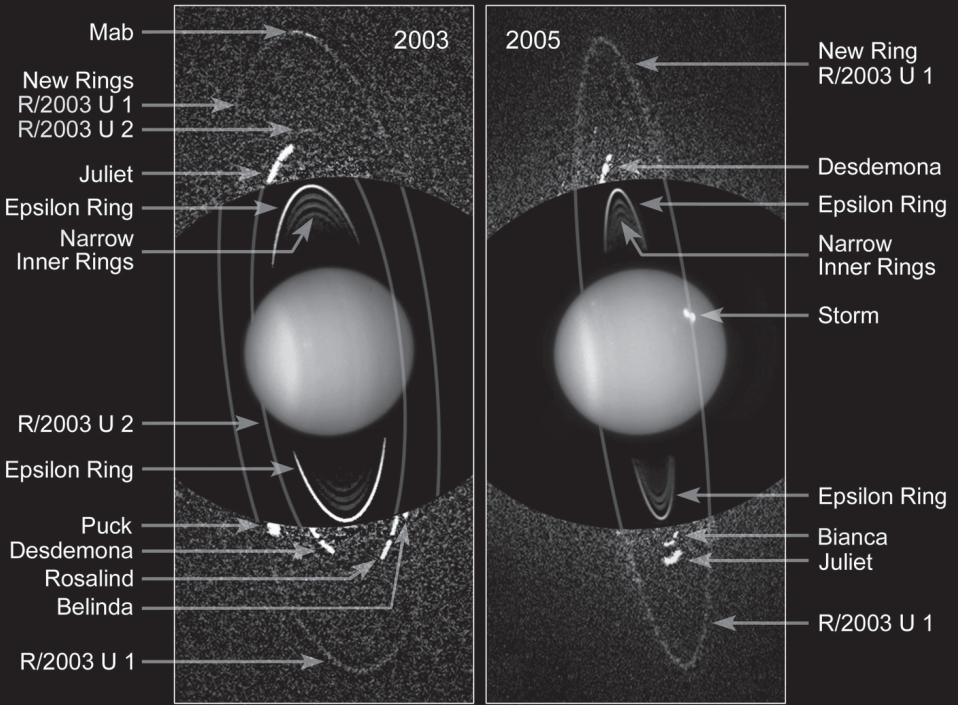 Mab
2003
New Rings
R/2003 U 1
R/2003 U 2
Juliet
Epsilon Ring
Narrow
Inner Rings
R/2003 U 2
Epsilon Ring
Puck
Desdemona
Rosalind
Belinda
R/2003 U 1
2005
New Ring
R/2003 U 1
Desdemona
Epsilon Ring
Narrow
Inner Rings
Storm
Epsilon Ring
Bianca
Juliet
R/2003 U 1